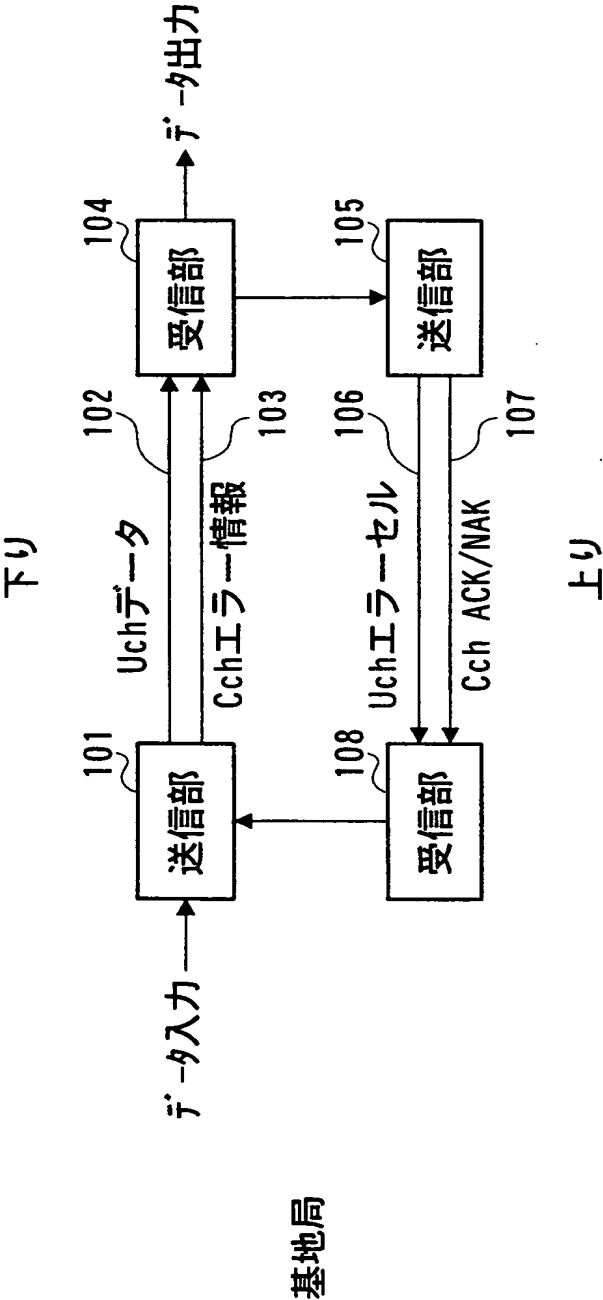 下り
102
104
101
Uchデータ
データ入力
送信部
受信部
データ出力
Cchエラー情報
103
基地局
106
105
108
Uchエラーセル
受信部
送信部
Cch ACK/NAK
107
上り